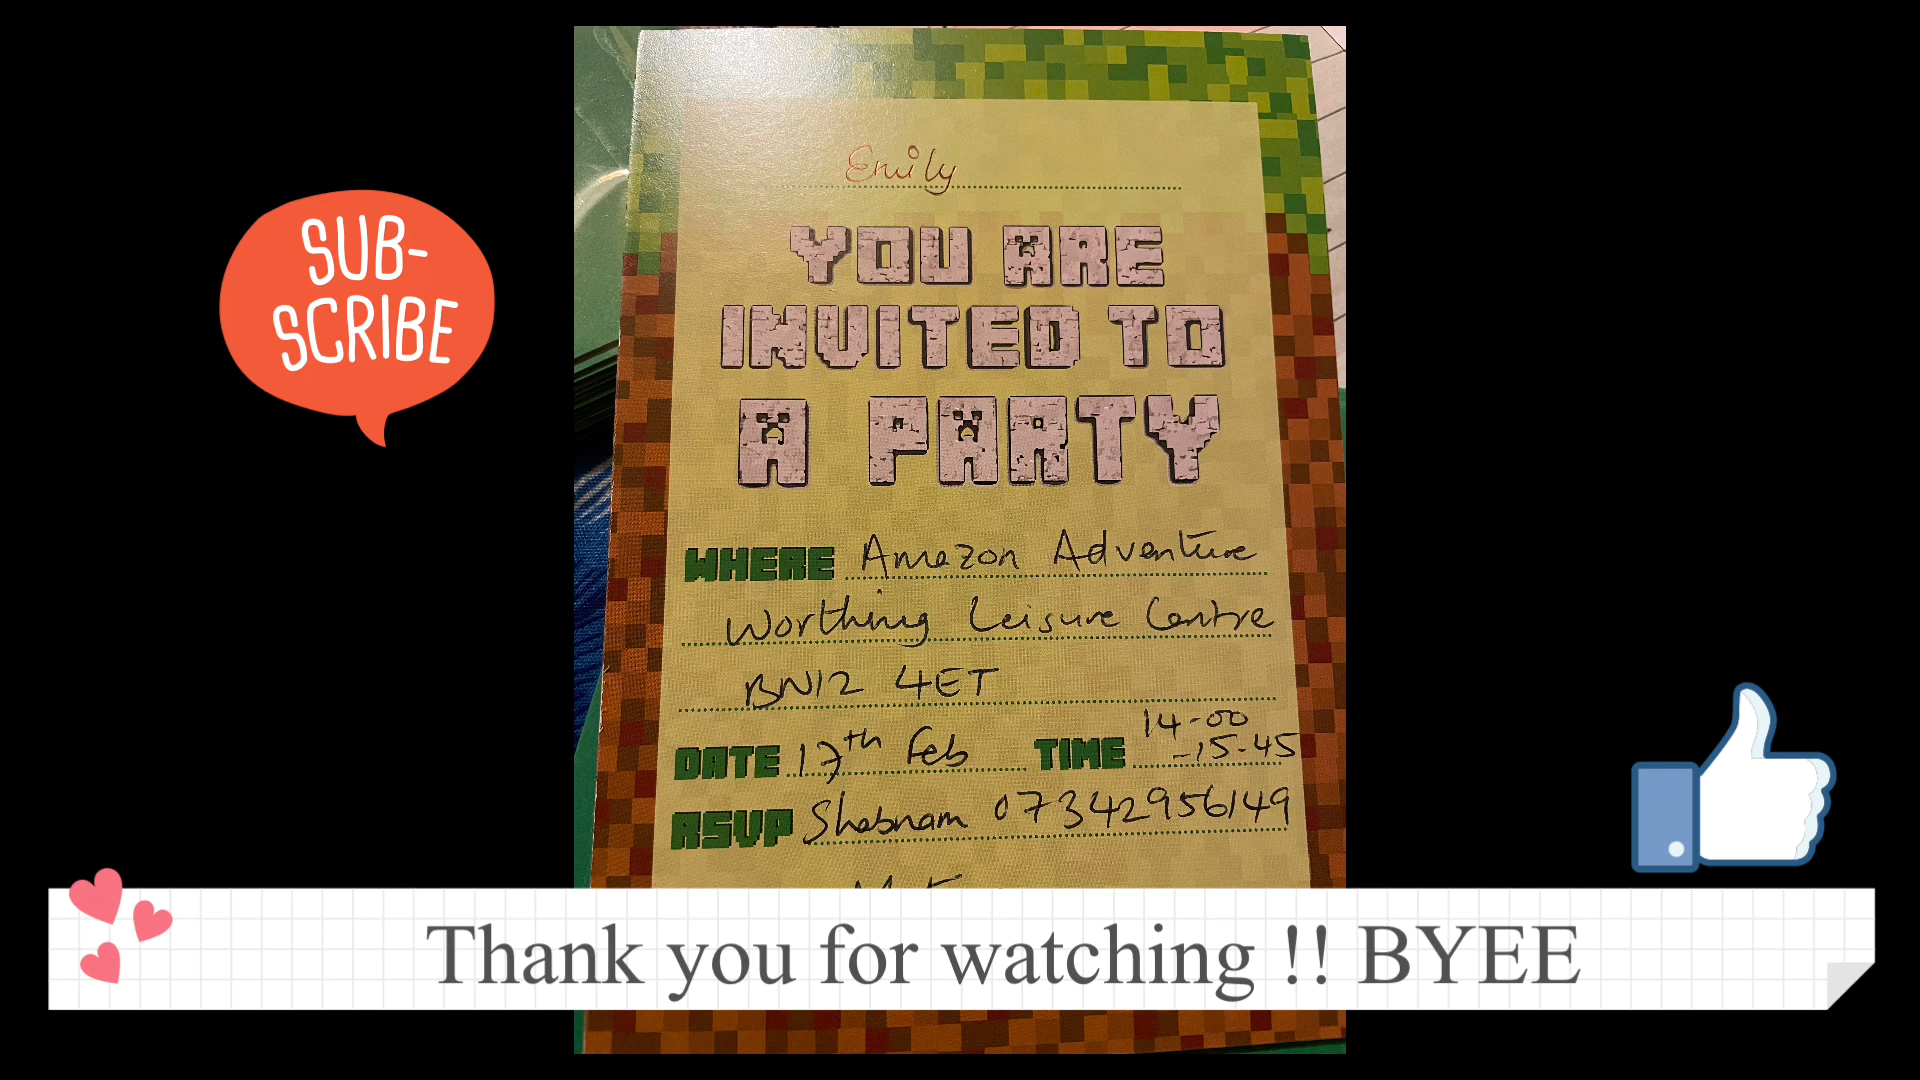 SUB-
SCRIBE
Emily
YOU ARE
INVITED TO
A PARTY
WHERE Amazon Adventure
Worthing Leisure Centre
BN12 4ET
DATE 17th Feb TIME 14-00
-15-45
RSVP Shabnam 07342956149
Thank you for watching !! BYEE